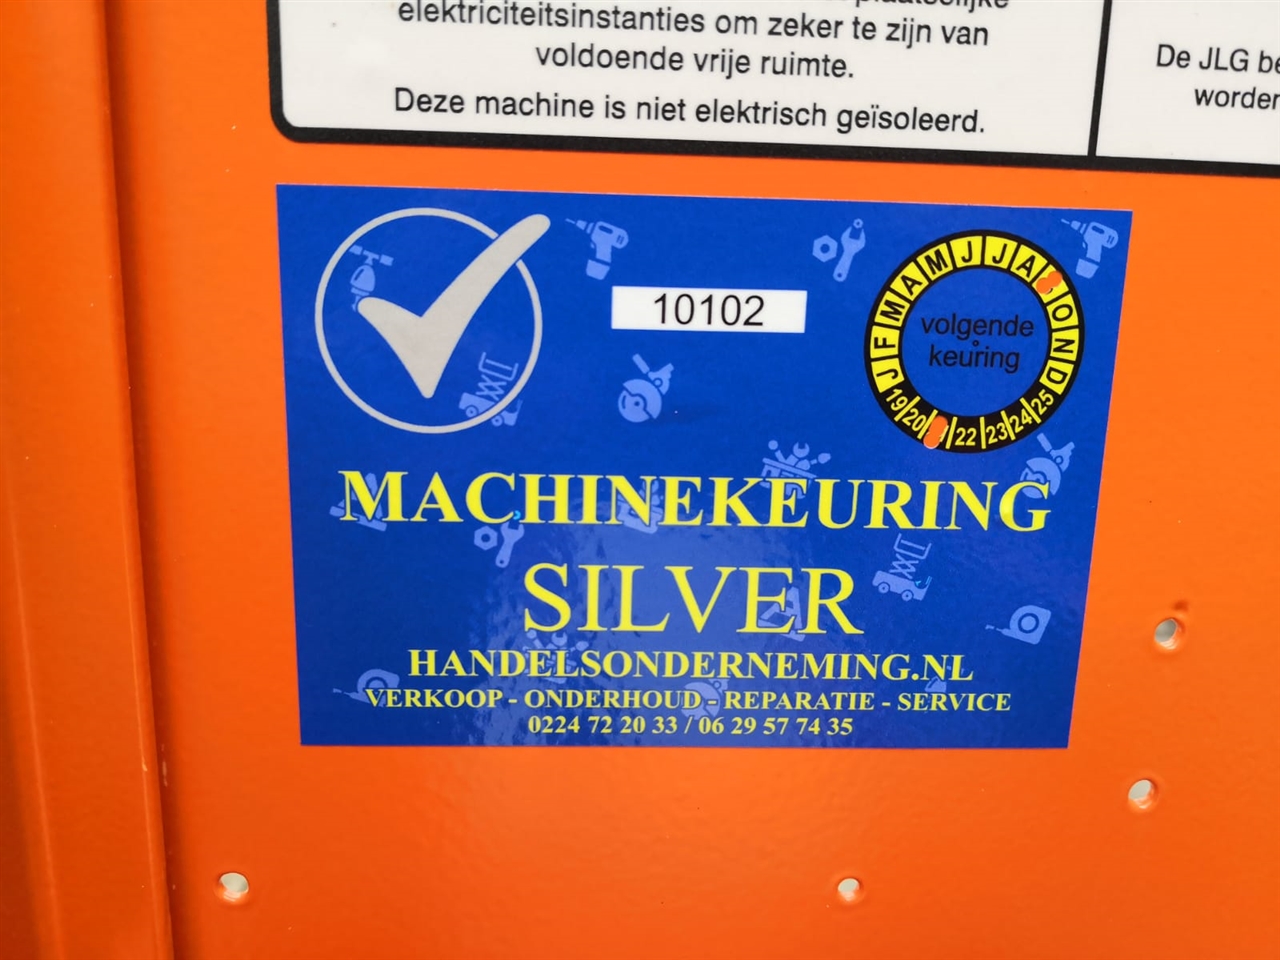 elektriciteitsinstanties om zeker te zijn van
voldoende vrije ruimte.
Deze machine is niet elektrisch geïsoleerd.
De JLG
10102
J F M A M J J A O N D
volgende
keuring
19/20/ /22/23/24/25
MACHINEKEURING
SILVER
HANDELSONDERNEMING.NL
VERKOOP - ONDERHOUD - REPARATIE - SERVICE
0224 72 20 33 / 06 29 57 74 35